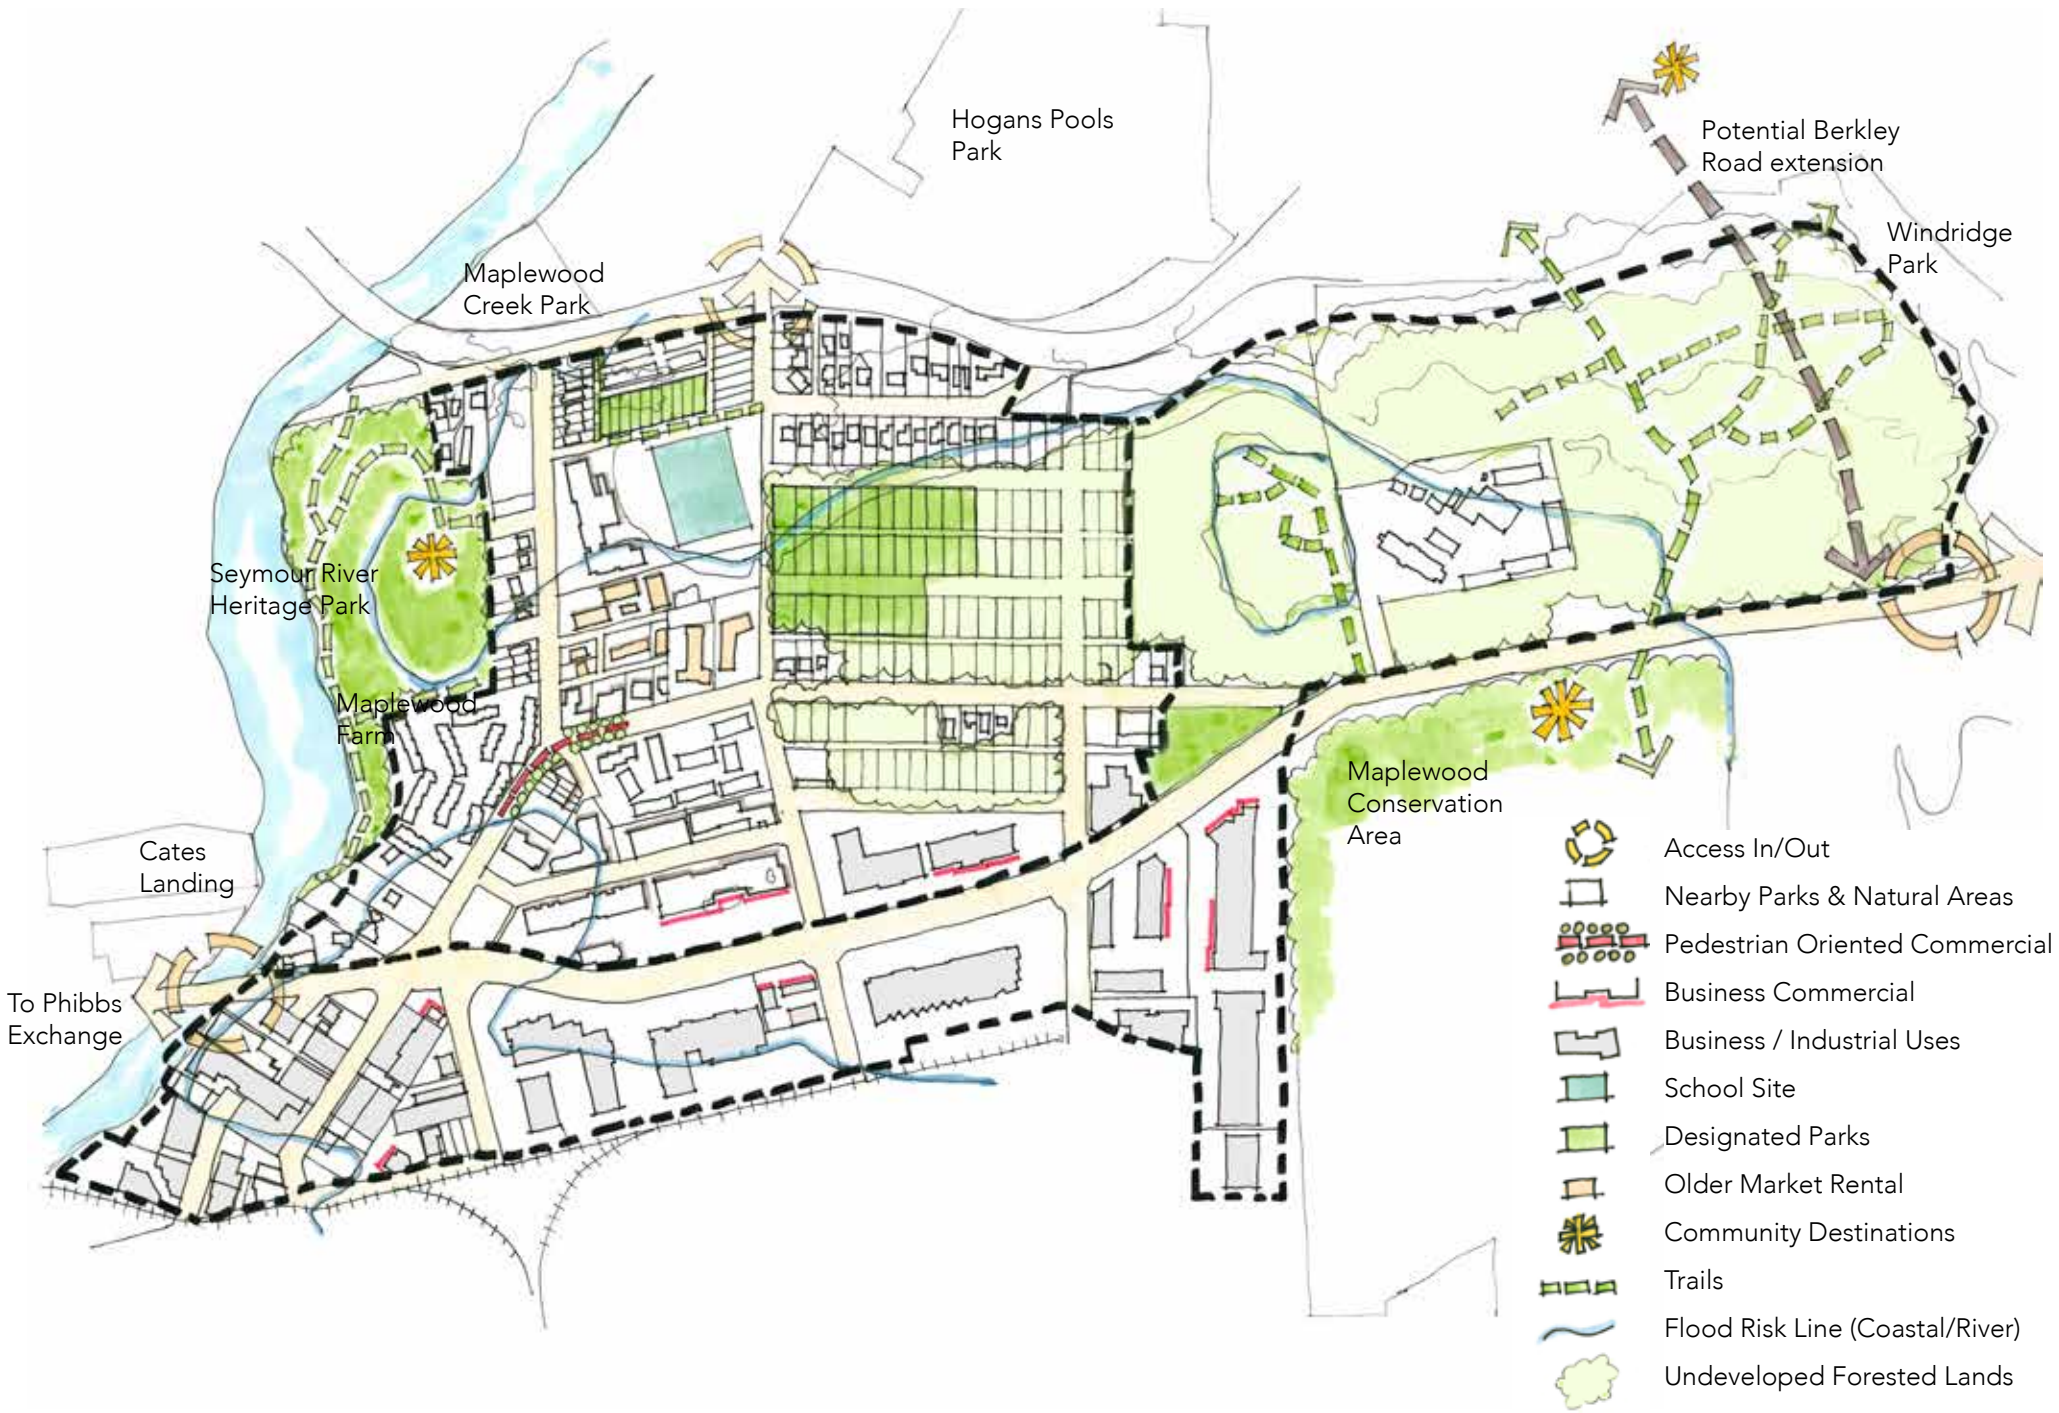 Hogans Pools
Park
Potential Berkley
Road extension
Windridge
Park
Maplewood
Creek Park
Seymour River
Heritage Park
Maplewood
Farm
Maplewood
Conservation
Area
Cates
Landing
To Phibbs
Exchange
Access In/Out
Nearby Parks & Natural Areas
Pedestrian Oriented Commercial
Business Commercial
Business / Industrial Uses
School Site
Designated Parks
Older Market Rental
Community Destinations
Trails
Flood Risk Line (Coastal/River)
Undeveloped Forested Lands